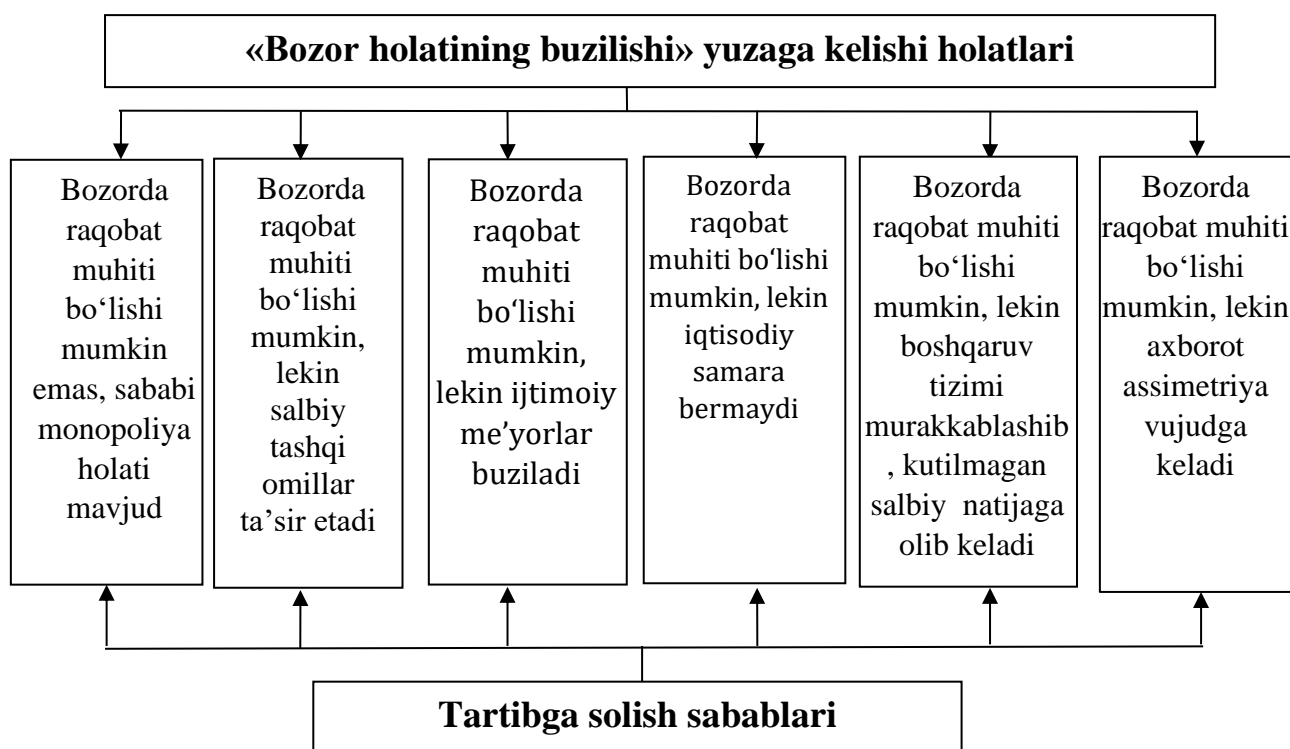 «Bozor holatining buzilishi» yuzaga kelishi holatlari
Bozorda
raqobat
muhiti
bo‘lishi
mumkin
emas, sababi
monopoliya
holati
mavjud
Bozorda
raqobat
muhiti
bo‘lishi
mumkin,
lekin
salbiy
tashqi
omillar
ta’sir etadi
Bozorda
raqobat
muhiti
bo‘lishi
mumkin,
lekin ijtimoiy
me’yorlar
buziladi
Bozorda
raqobat
muhiti bo‘lishi
mumkin, lekin
iqtisodiy
samara
bermaydi
Bozorda
raqobat muhiti
bo‘lishi
mumkin, lekin
boshqaruv
tizimi
murakkablashib
, kutilmagan
salbiy natijaga
olib keladi
Bozorda
raqobat muhiti
bo‘lishi
mumkin, lekin
axborot
assimetriya
vujudga
keladi
Tartibga solish sabablari